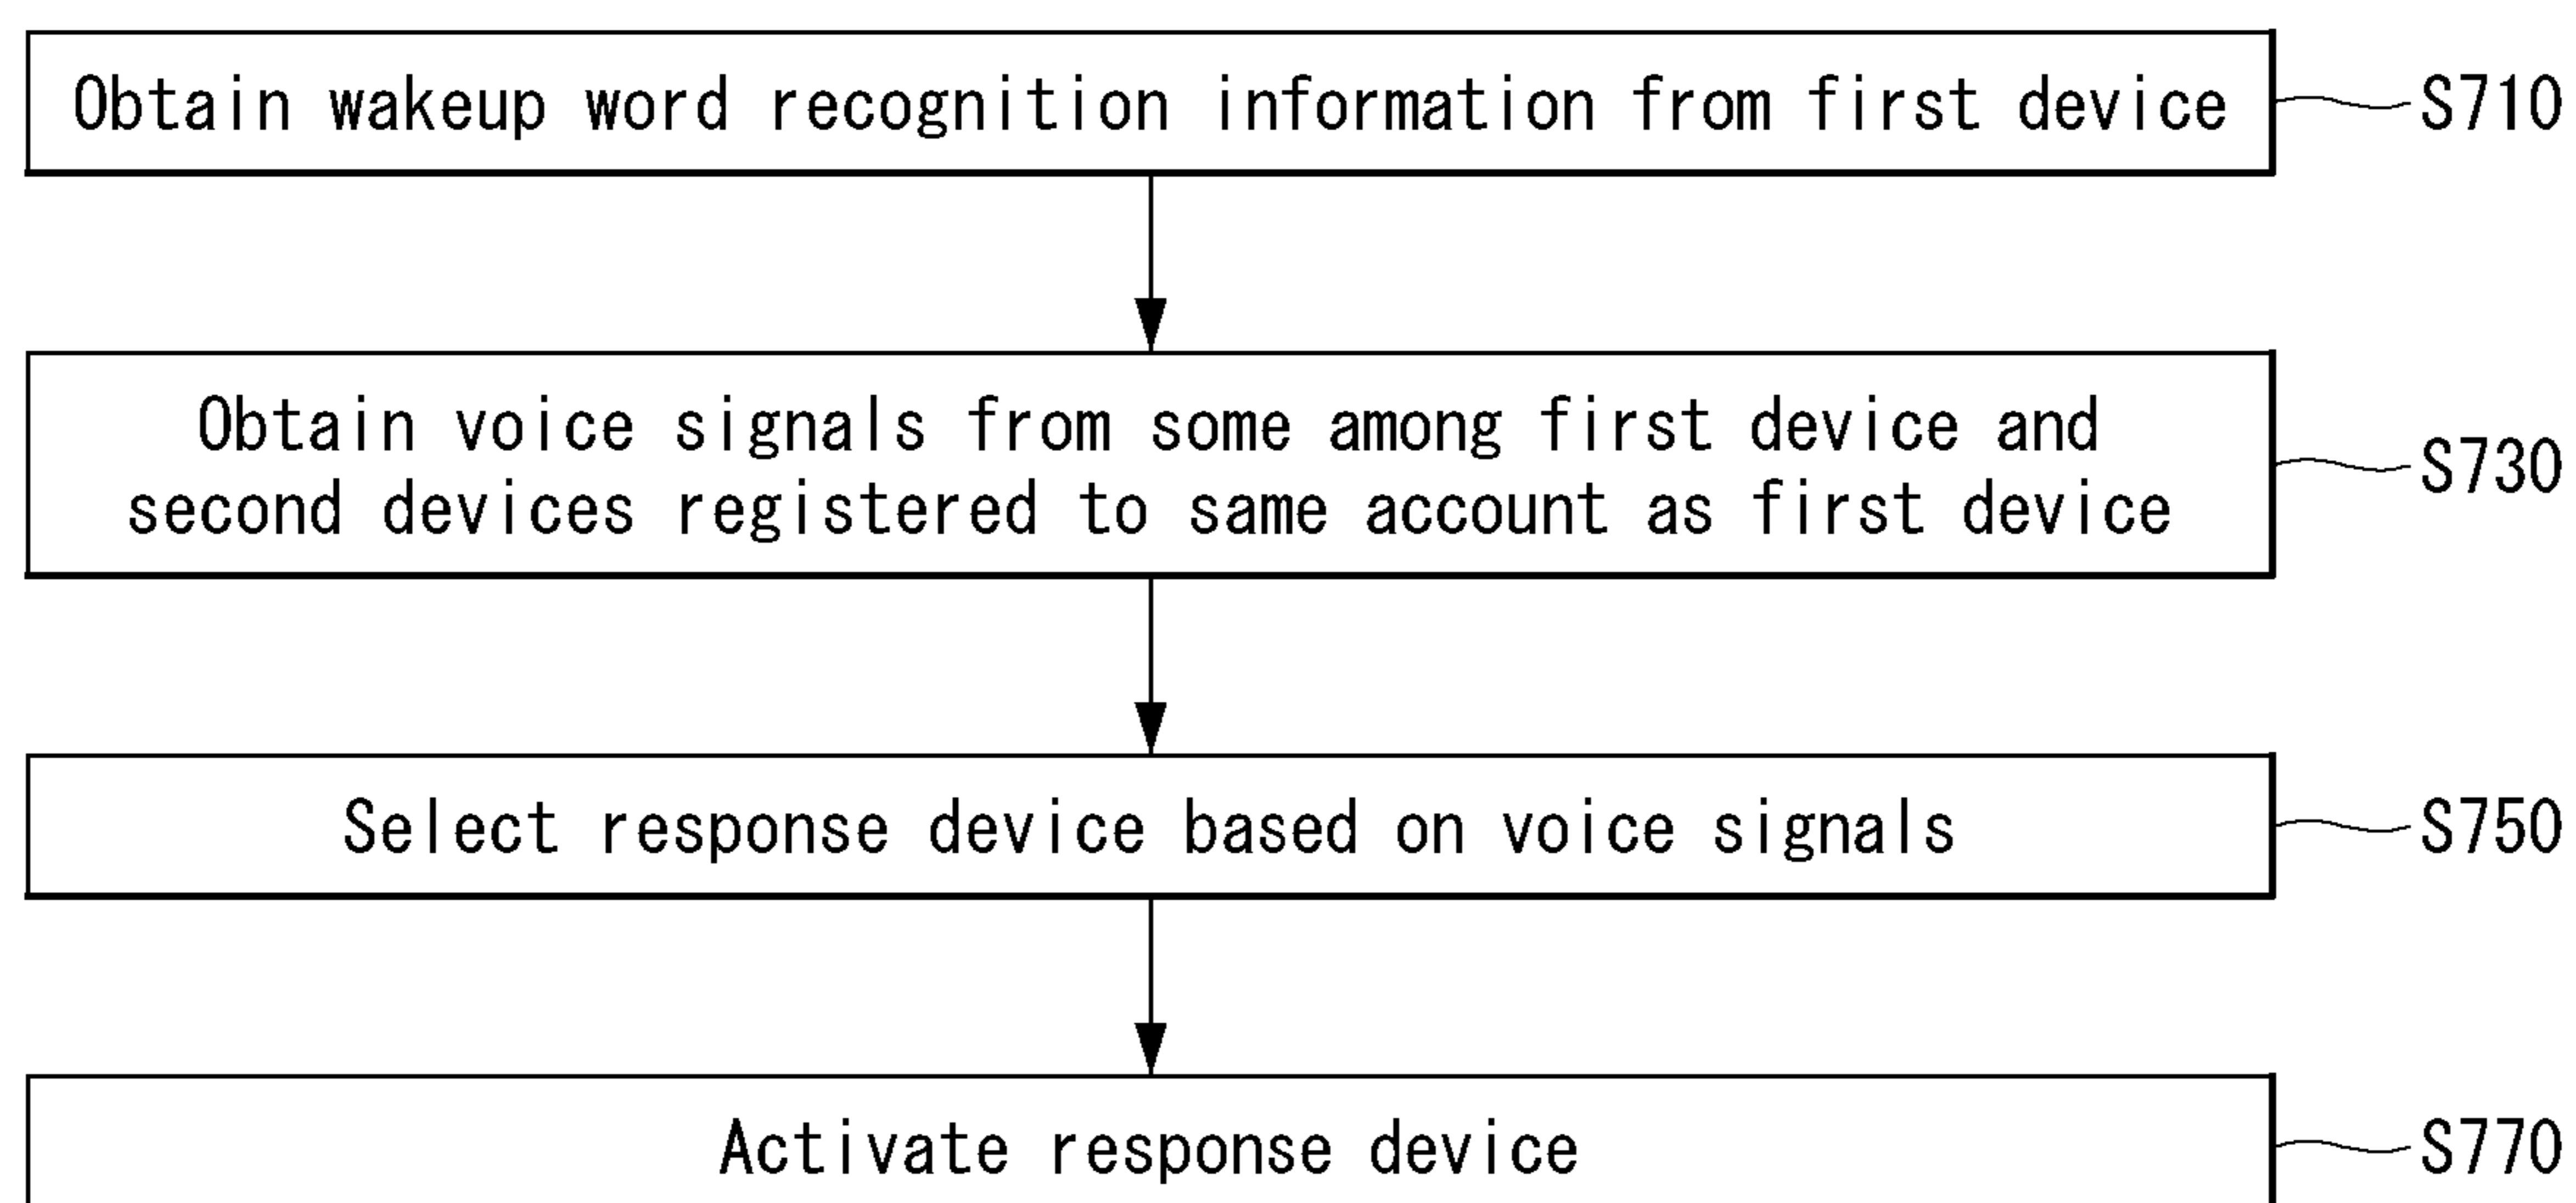 Obtain wakeup word recognition information from first device
S710
Obtain voice signals from some among first device and
second devices registered to same account as first device
S730
Select response device based on voice signals
S750
Activate response device
S770